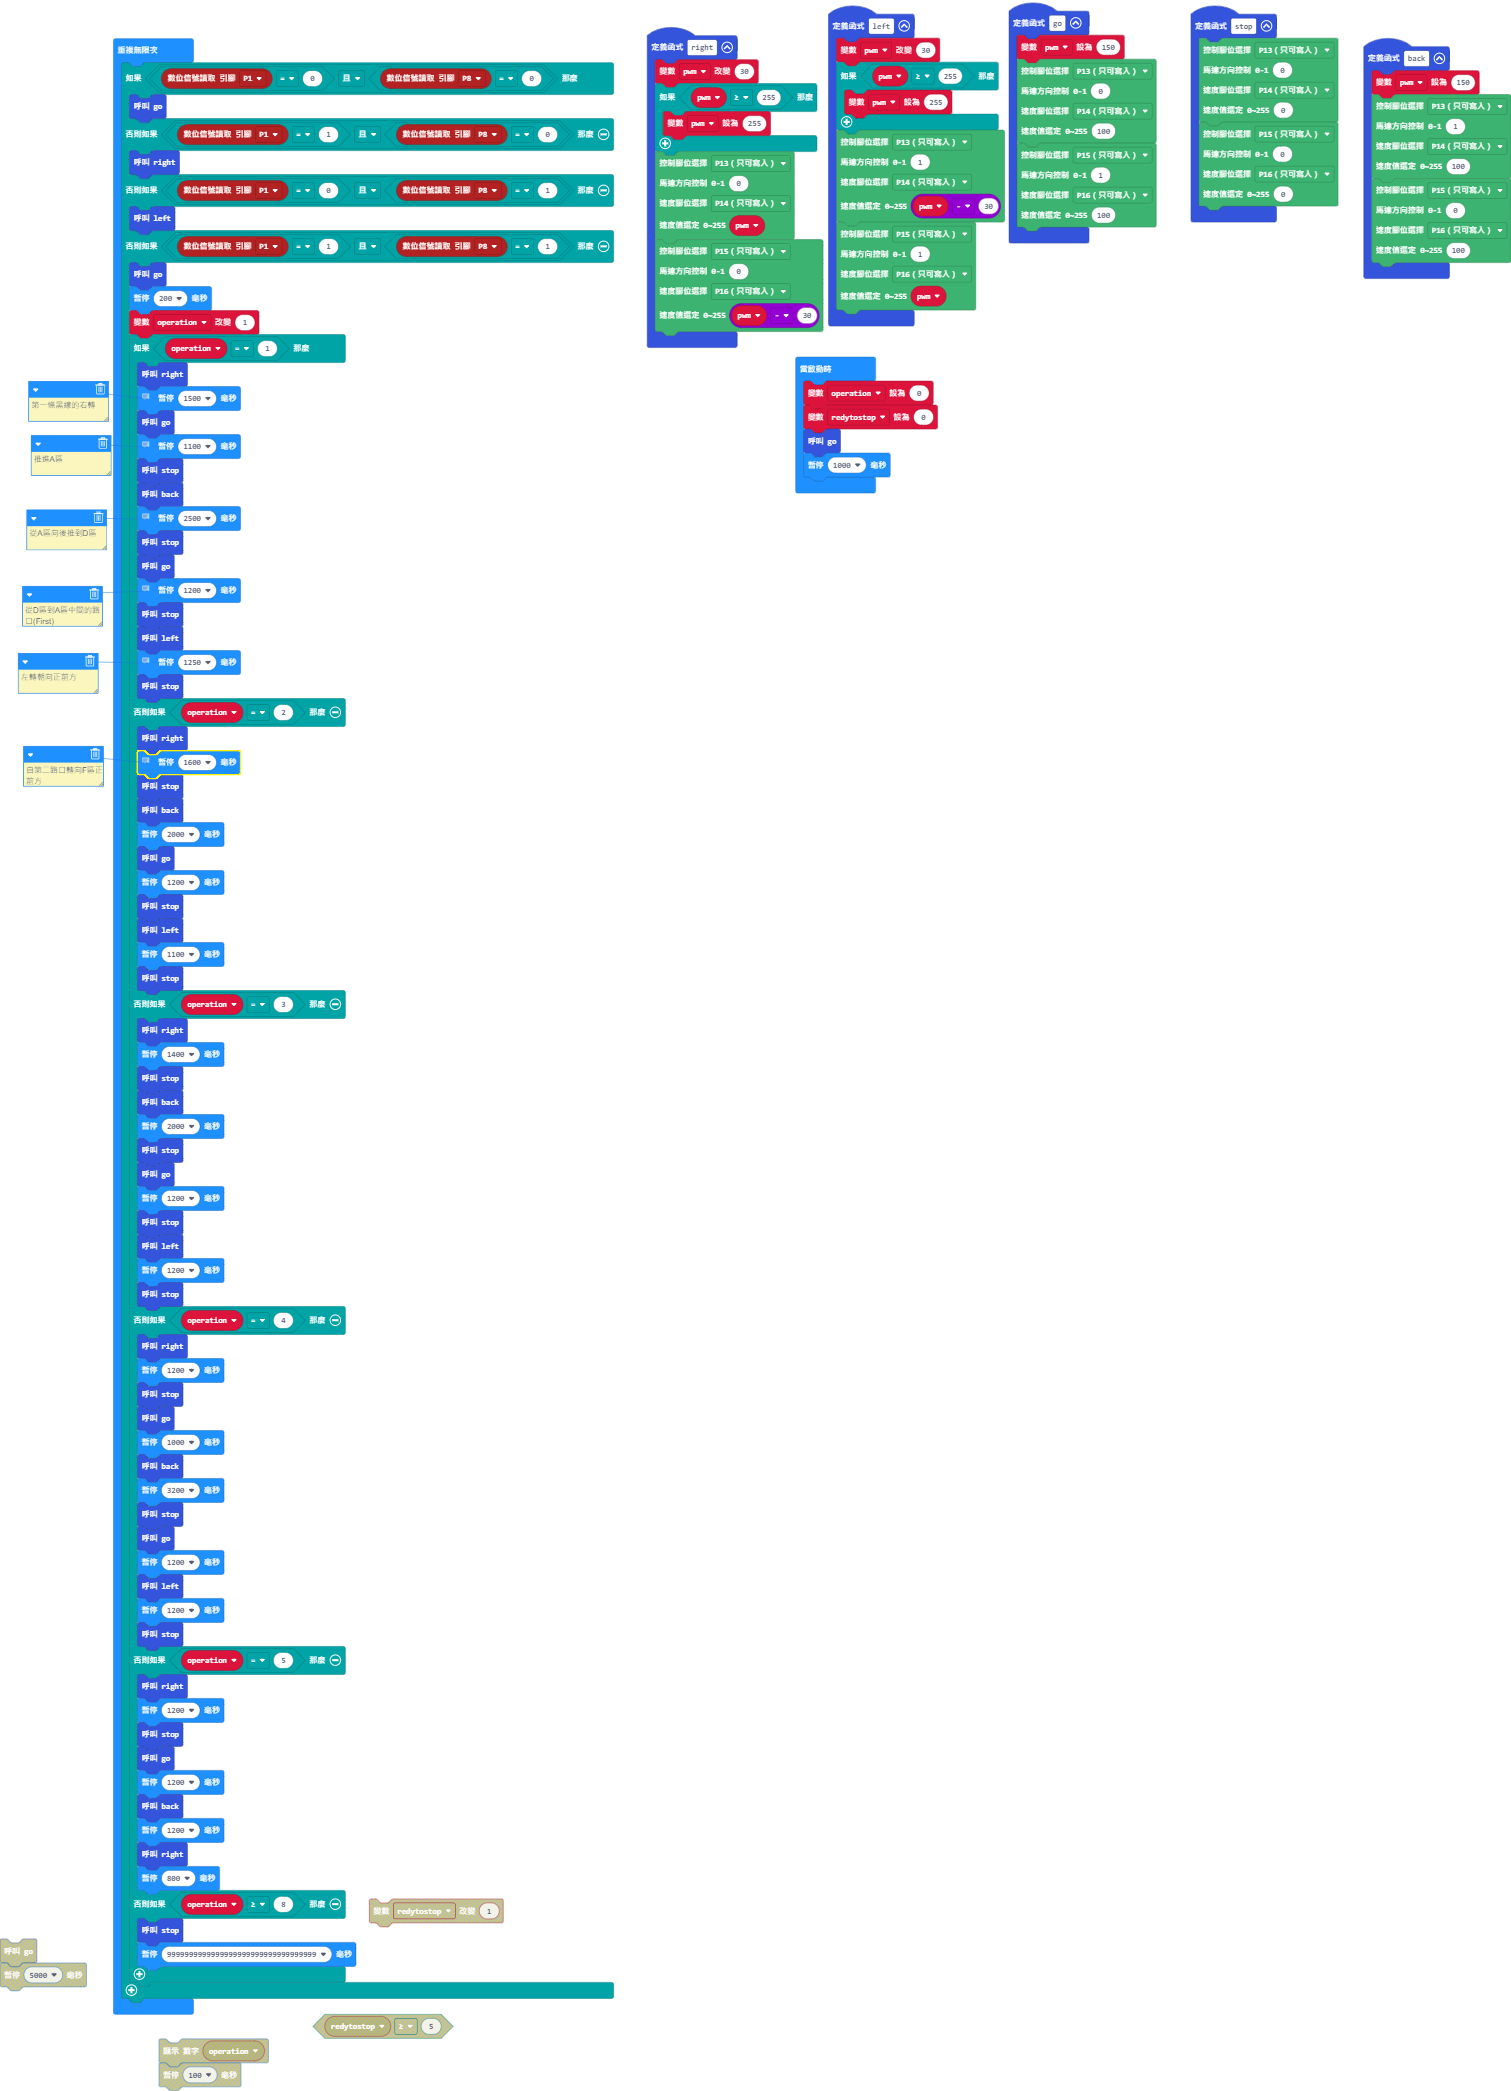 重複無限次
如果 數位信號讀取 引腳 P1 = 0 且 數位信號讀取 引腳 P8 = 0 那麼
呼叫 go
否則如果 數位信號讀取 引腳 P1 = 1 且 數位信號讀取 引腳 P8 = 0 那麼
呼叫 right
否則如果 數位信號讀取 引腳 P1 = 0 且 數位信號讀取 引腳 P8 = 1 那麼
呼叫 left
否則如果 數位信號讀取 引腳 P1 = 1 且 數位信號讀取 引腳 P8 = 1 那麼
呼叫 go
暫停 200 毫秒
變數 operation 改變 1
如果 operation = 1 那麼
呼叫 right
暫停 1500 毫秒
呼叫 go
暫停 1100 毫秒
呼叫 stop
呼叫 back
暫停 2500 毫秒
呼叫 stop
呼叫 go
暫停 1200 毫秒
呼叫 stop
呼叫 left
暫停 1250 毫秒
呼叫 stop
否則如果 operation = 2 那麼
呼叫 right
暫停 1600 毫秒
呼叫 stop
呼叫 back
暫停 2000 毫秒
呼叫 go
暫停 1200 毫秒
呼叫 stop
呼叫 left
暫停 1100 毫秒
呼叫 stop
否則如果 operation = 3 那麼
呼叫 right
暫停 1400 毫秒
呼叫 stop
呼叫 back
暫停 2000 毫秒
呼叫 stop
呼叫 go
暫停 1200 毫秒
呼叫 stop
呼叫 left
暫停 1200 毫秒
呼叫 stop
否則如果 operation = 4 那麼
呼叫 right
暫停 1200 毫秒
呼叫 stop
呼叫 go
暫停 1000 毫秒
呼叫 back
暫停 3200 毫秒
呼叫 stop
呼叫 go
暫停 1200 毫秒
呼叫 left
暫停 1200 毫秒
呼叫 stop
否則如果 operation = 5 那麼
呼叫 right
暫停 1200 毫秒
呼叫 stop
呼叫 go
暫停 1200 毫秒
呼叫 back
暫停 1200 毫秒
呼叫 right
暫停 800 毫秒
否則如果 operation ≥ 8 那麼
呼叫 stop
暫停 毫秒
第一條黑線的右轉
推進A區
從A區向後推到D區
從D區到A區中間的路
口(First)
左轉朝向正前方
自第二路口轉向F區正
前方
定義函式 right
變數 pwm 改變 30
如果 pwm ≥ 255 那麼
變數 pwm 設為 255
控制腳位選擇 P13(只可寫入)
馬達方向控制 0-1 0
速度腳位選擇 P14(只可寫入)
速度值選定 0~255 pwm
控制腳位選擇 P15(只可寫入)
馬達方向控制 0-1 0
速度腳位選擇 P16(只可寫入)
速度值選定 0~255 pwm - 30
定義函式 left
變數 pwm 改變 30
如果 pwm ≥ 255 那麼
變數 pwm 設為 255
控制腳位選擇 P13(只可寫入)
馬達方向控制 0-1 1
速度腳位選擇 P14(只可寫入)
速度值選定 0~255 pwm - 30
控制腳位選擇 P15(只可寫入)
馬達方向控制 0-1 1
速度腳位選擇 P16(只可寫入)
速度值選定 0~255 pwm
定義函式 go
變數 pwm 設為 150
控制腳位選擇 P13(只可寫入)
馬達方向控制 0-1 0
速度腳位選擇 P14(只可寫入)
速度值選定 0~255 100
控制腳位選擇 P15(只可寫入)
馬達方向控制 0-1 1
速度腳位選擇 P16(只可寫入)
速度值選定 0~255 100
定義函式 stop
控制腳位選擇 P13(只可寫入)
馬達方向控制 0-1 0
速度腳位選擇 P14(只可寫入)
速度值選定 0~255 0
控制腳位選擇 P15(只可寫入)
馬達方向控制 0-1 0
速度腳位選擇 P16(只可寫入)
速度值選定 0~255 0
定義函式 back
變數 pwm 設為 150
控制腳位選擇 P13(只可寫入)
馬達方向控制 0-1 1
速度腳位選擇 P14(只可寫入)
速度值選定 0~255 100
控制腳位選擇 P15(只可寫入)
馬達方向控制 0-1 0
速度腳位選擇 P16(只可寫入)
速度值選定 0~255 100
當啟動時
變數 operation 設為 0
變數 redytostop 設為 0
呼叫 go
暫停 1000 毫秒
變數 redytostop 改變 1
呼叫 go
暫停 5000 毫秒
redytostop ≥ 5
顯示 數字 operation
暫停 100 毫秒